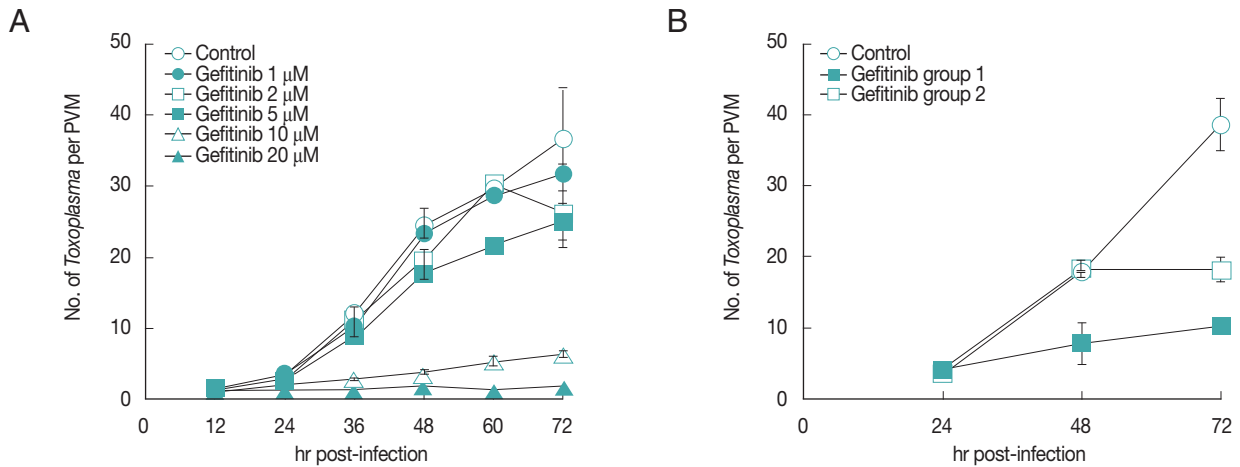 A
50
40
30
20
10
0
No. of Toxoplasma per PVM
Control
Gefitinib 1 μM
Gefitinib 2 μM
Gefitinib 5 μM
Gefitinib 10 μM
Gefitinib 20 μM
0 12 24 36 48 60 72
hr post-infection
B
50
40
30
20
10
0
No. of Toxoplasma per PVM
Control
Gefitinib group 1
Gefitinib group 2
0 24 48 72
hr post-infection